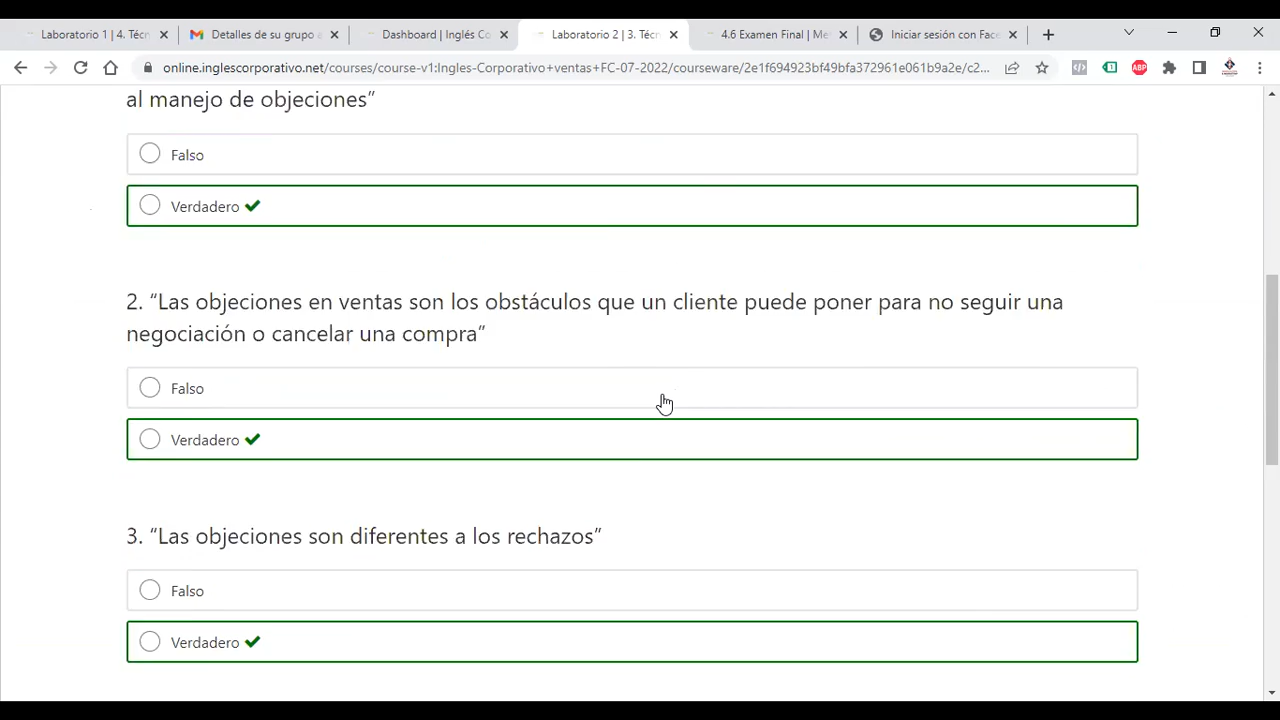 Laboratorio 1 | 4. Técn
Detalles de su grupo a
Dashboard | Inglés Co
Laboratorio 2 | 3. Técn
4.6 Examen Final | Me
Iniciar sesión con Face
online.inglescorporativo.net/courses/course-v1:Ingles-Corporativo+ventas+FC-07-2022/courseware/2e1f694923bf49bfa372961e061b9a2e/c2...
al manejo de objeciones”
Falso
Verdadero
2. “Las objeciones en ventas son los obstáculos que un cliente puede poner para no seguir una
negociación o cancelar una compra”
Falso
Verdadero
3. “Las objeciones son diferentes a los rechazos”
Falso
Verdadero